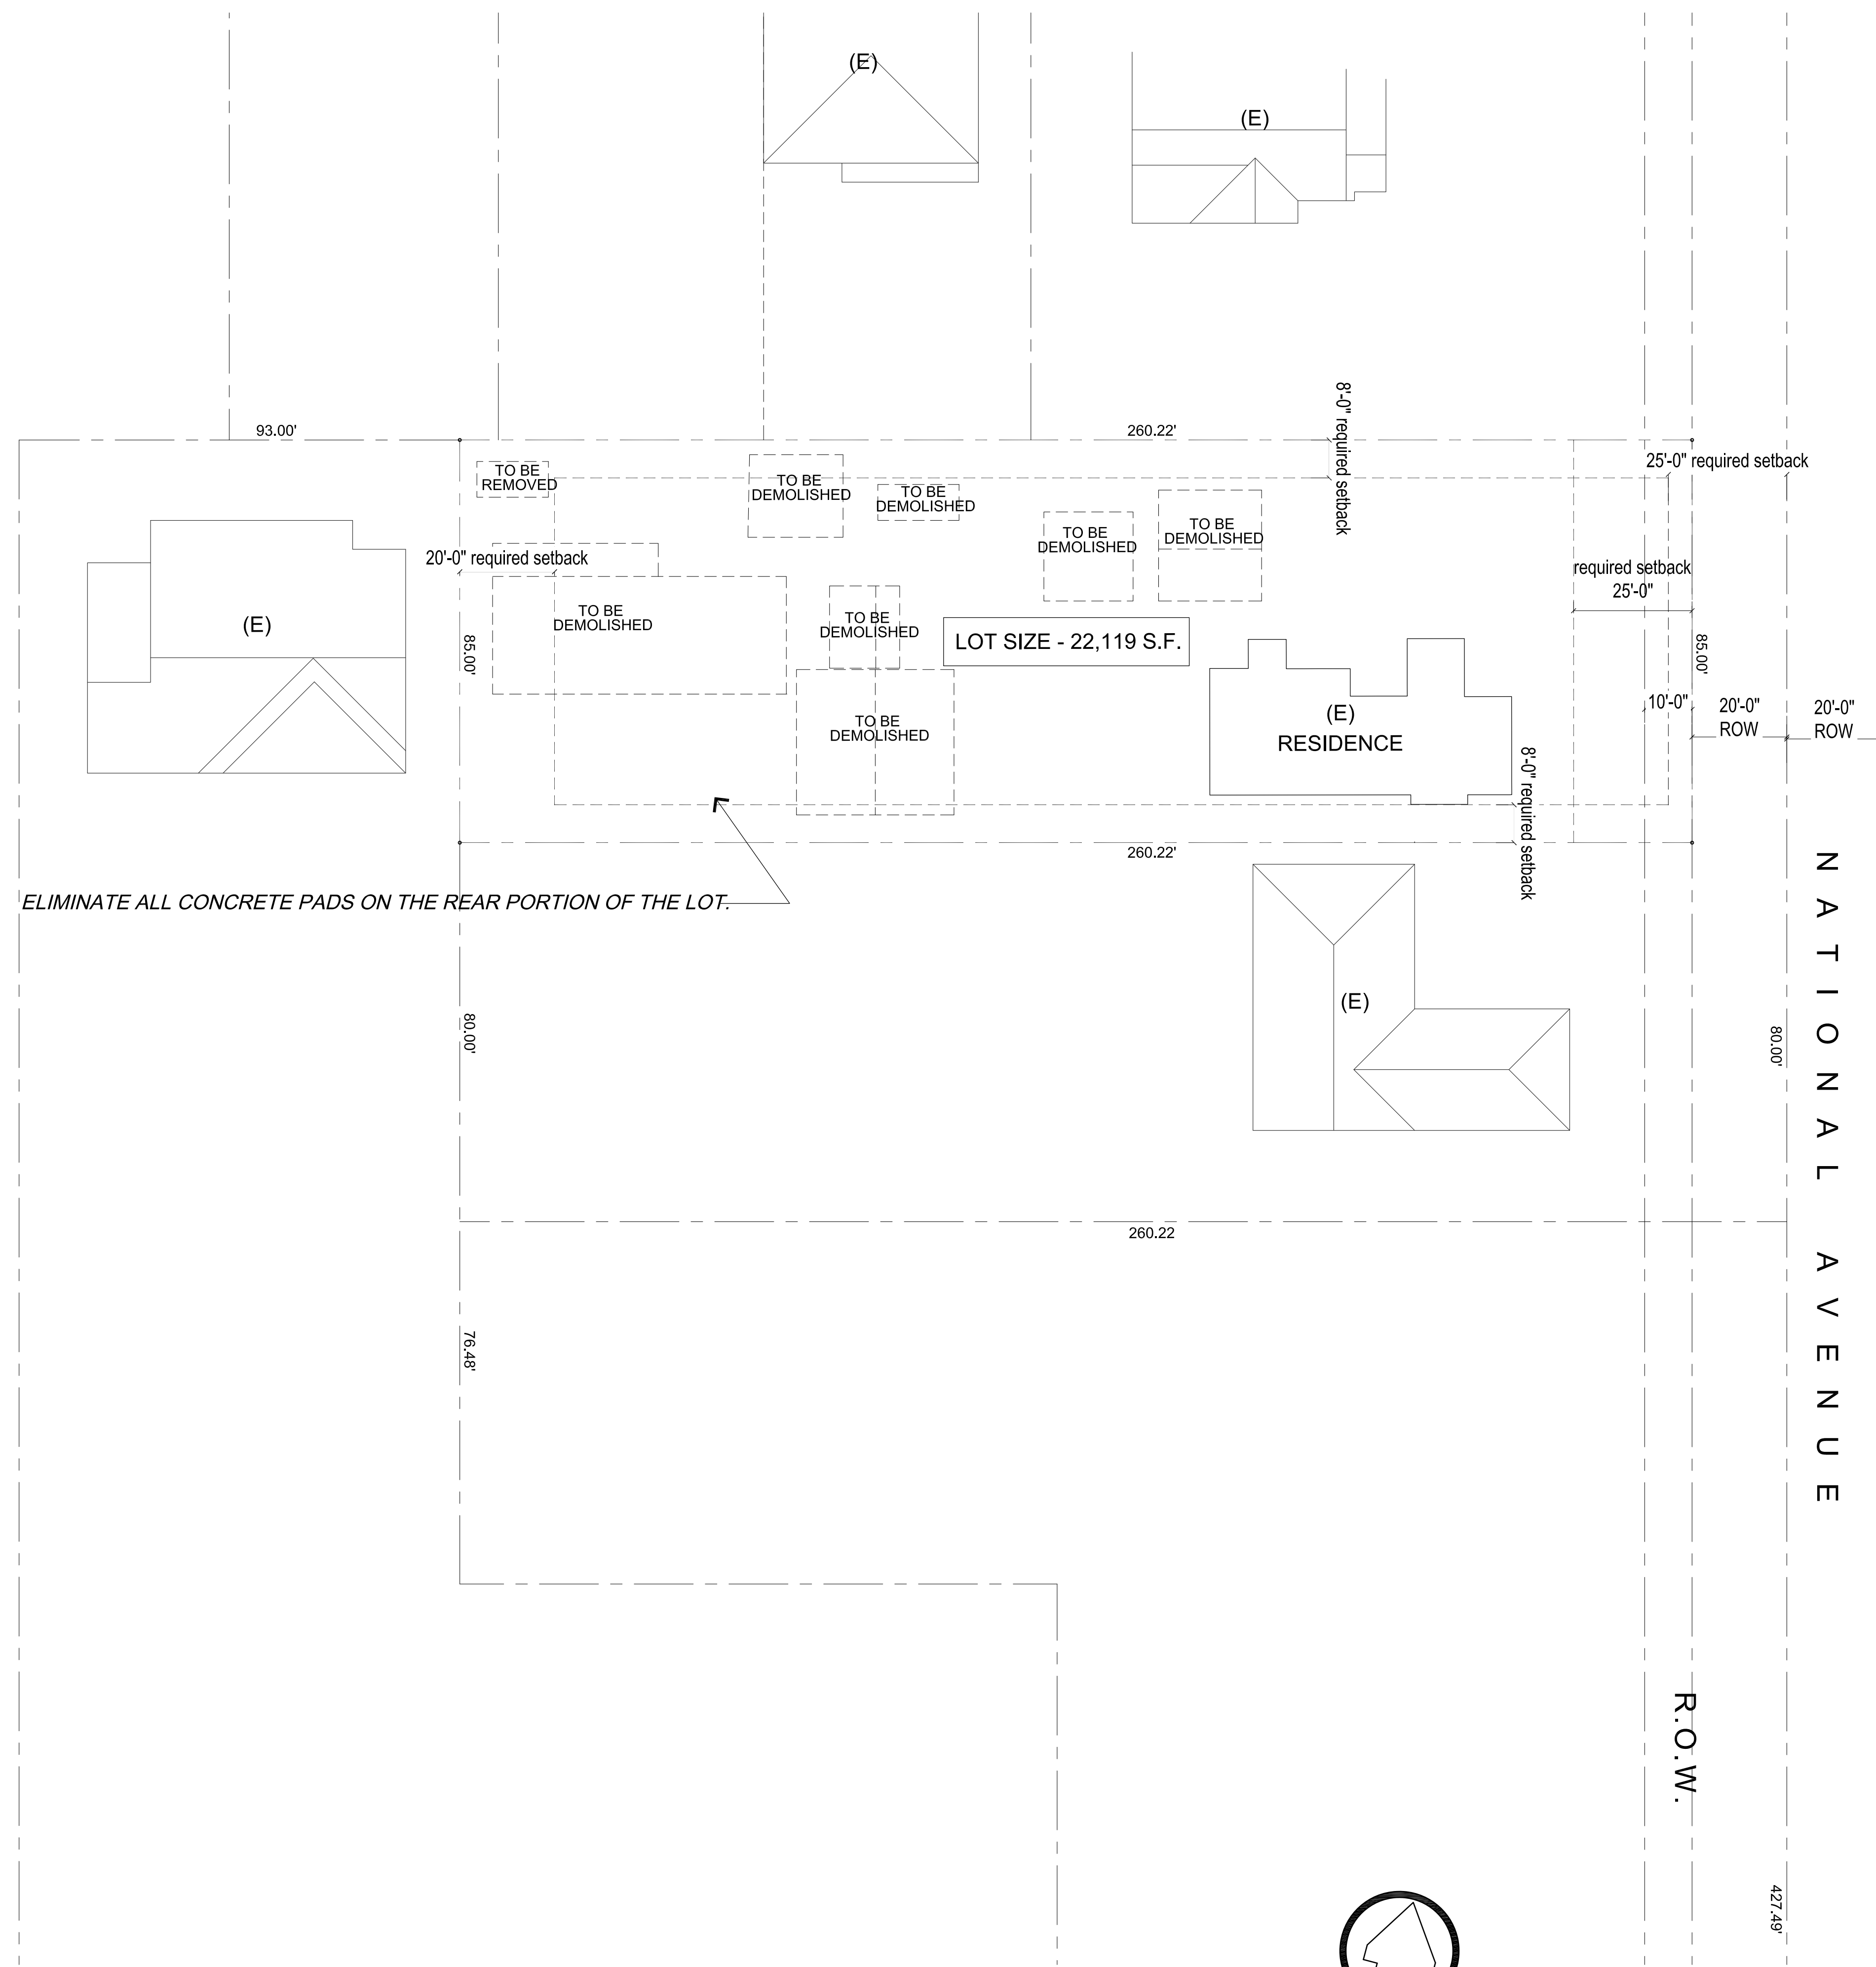 (E)
(E)
93.00'
260.22'
8'-0" required setback
25'-0" required setback
TO BE
REMOVED
TO BE
DEMOLISHED
TO BE
DEMOLISHED
TO BE
DEMOLISHED
TO BE
DEMOLISHED
20'-0" required setback
required setback
25'-0"
(E)
TO BE
DEMOLISHED
TO BE
DEMOLISHED
LOT SIZE - 22,119 S.F.
85.00'
85.00'
10'-0"
20'-0"
ROW
20'-0"
ROW
TO BE
DEMOLISHED
(E)
RESIDENCE
8'-0" required setback
260.22'
ELIMINATE ALL CONCRETE PADS ON THE REAR PORTION OF THE LOT.
(E)
80.00'
80.00'
NATIONAL AVENUE
260.22
76.48'
R.O.W.
427.49'